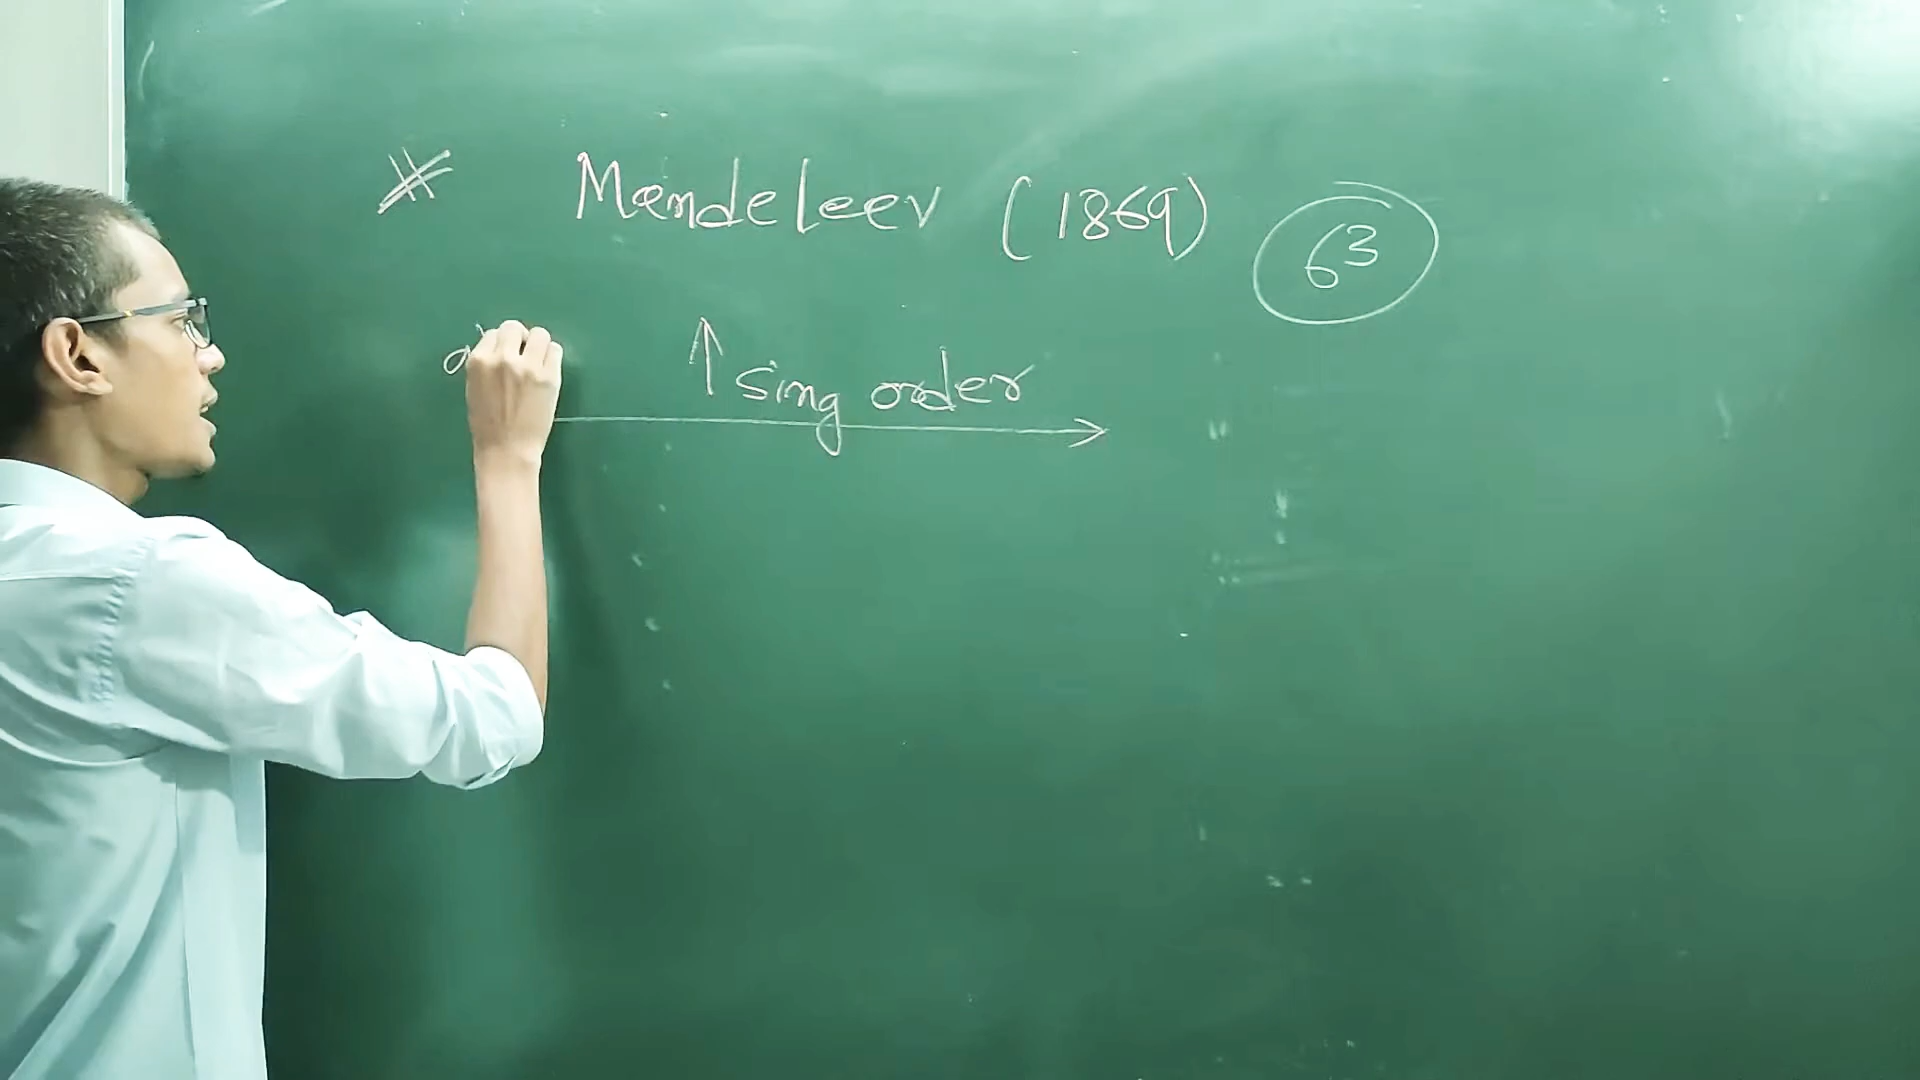 Mendeleev (1869) 63
↑ sing order